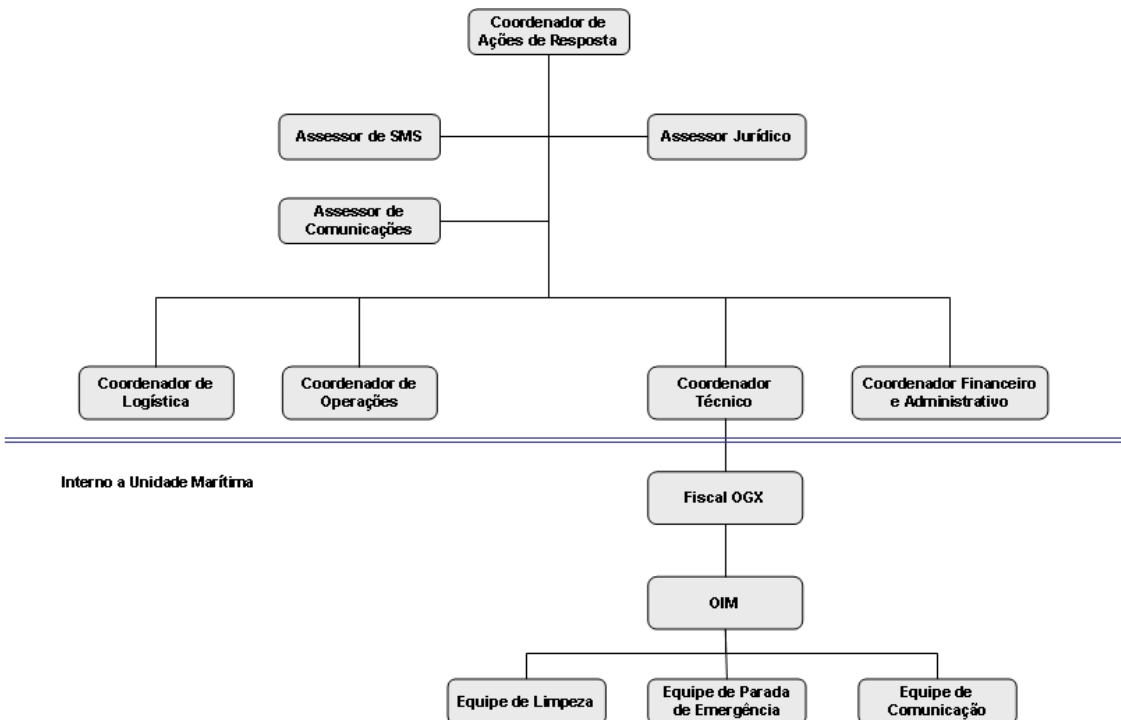 Coordenador de
Ações de Resposta
Assessor de SMS
Assessor Jurídico
Assessor de
Comunicações
Coordenador de
Logística
Coordenador de
Operações
Coordenador
Técnico
Coordenador Financeiro
e Administrativo
Interno a Unidade Marítima
Fiscal OGX
OIM
Equipe de Limpeza
Equipe de Parada
de Emergência
Equipe de
Comunicação